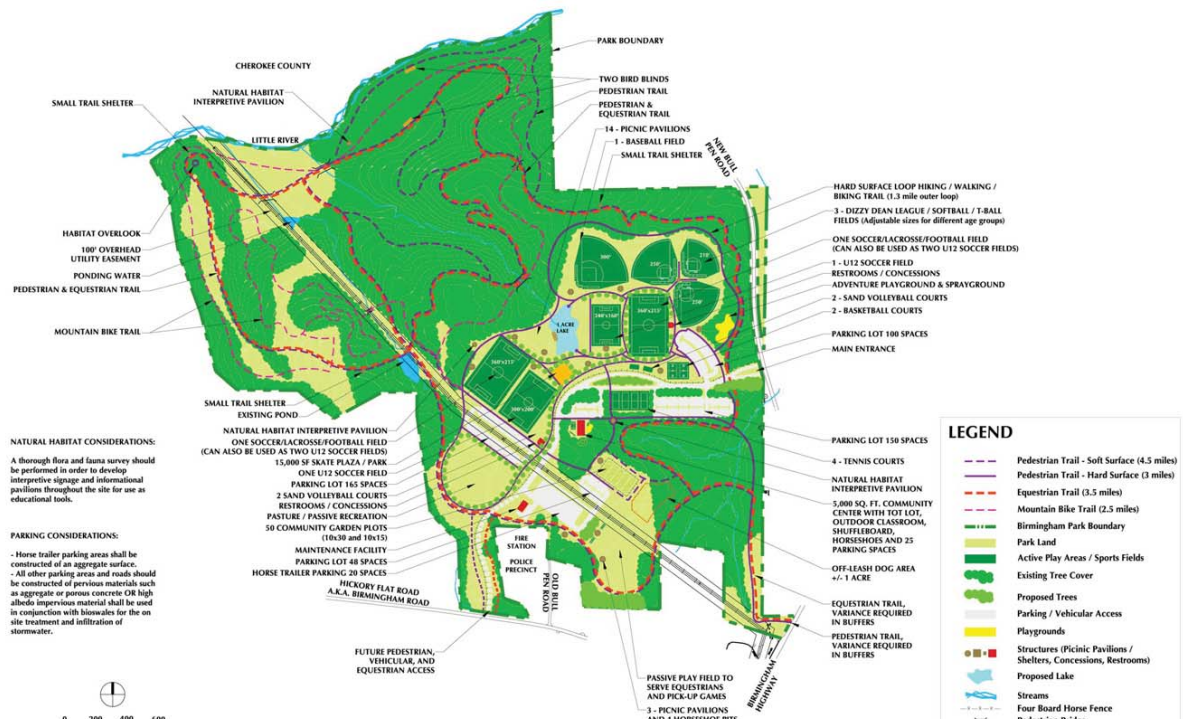 PARK BOUNDARY
CHEROKEE COUNTY
TWO BIRD BLINDS
NATURAL HABITAT
INTERPRETIVE PAVILION
PEDESTRIAN TRAIL
SMALL TRAIL SHELTER
PEDESTRIAN &
EQUESTRIAN TRAIL
14 - PICNIC PAVILIONS
LITTLE RIVER
1 - BASEBALL FIELD
SMALL TRAIL SHELTER
NEW BULL
PEN ROAD
HARD SURFACE LOOP HIKING / WALKING /
BIKING TRAIL (1.3 mile outer loop)
3 - DIZZY DEAN LEAGUE / SOFTBALL / T-BALL
FIELDS (Adjustable sizes for different age groups)
HABITAT OVERLOOK
100' OVERHEAD
UTILITY EASEMENT
PONDING WATER
PEDESTRIAN & EQUESTRIAN TRAIL
MOUNTAIN BIKE TRAIL
ONE SOCCER/LACROSSE/FOOTBALL FIELD
(CAN ALSO BE USED AS TWO U12 SOCCER FIELDS)
1 - U12 SOCCER FIELD
RESTROOMS / CONCESSIONS
ADVENTURE PLAYGROUND & SPRAYGROUND
2 - SAND VOLLEYBALL COURTS
2 - BASKETBALL COURTS
PARKING LOT 100 SPACES
MAIN ENTRANCE
300'
250'
210'
250'
360'x215'
1 ACRE
LAKE
360'x215'
SMALL TRAIL SHELTER
EXISTING POND
NATURAL HABITAT INTERPRETIVE PAVILION
ONE SOCCER/LACROSSE/FOOTBALL FIELD
(CAN ALSO BE USED AS TWO U12 SOCCER FIELDS)
15,000 SF SKATE PLAZA / PARK
ONE U12 SOCCER FIELD
PARKING LOT 165 SPACES
2 SAND VOLLEYBALL COURTS
RESTROOMS / CONCESSIONS
PASTURE / PASSIVE RECREATION
50 COMMUNITY GARDEN PLOTS
(10x30 and 10x15)
MAINTENANCE FACILITY
PARKING LOT 48 SPACES
HORSE TRAILER PARKING 20 SPACES
HICKORY FLAT ROAD
A.K.A. BIRMINGHAM ROAD
FIRE
STATION
POLICE
PRECINCT
OLD BULL
PEN ROAD
FUTURE PEDESTRIAN,
VEHICULAR, AND
EQUESTRIAN ACCESS
PARKING LOT 150 SPACES
4 - TENNIS COURTS
NATURAL HABITAT
INTERPRETIVE PAVILION
5,000 SQ. FT. COMMUNITY
CENTER WITH TOT LOT,
OUTDOOR CLASSROOM,
SHUFFLEBOARD,
HORSESHOES AND 25
PARKING SPACES
OFF-LEASH DOG AREA
+/- 1 ACRE
EQUESTRIAN TRAIL,
VARIANCE REQUIRED
IN BUFFERS
PEDESTRIAN TRAIL,
VARIANCE REQUIRED
IN BUFFERS
BIRMINGHAM
HIGHWAY
PASSIVE PLAY FIELD TO
SERVE EQUESTRIANS
AND PICK-UP GAMES
3 - PICNIC PAVILIONS
AND 4 HORSESHOE PITS
NATURAL HABITAT CONSIDERATIONS:
A thorough flora and fauna survey should
be performed in order to develop
interpretive signage and informational
pavilions throughout the site for use as
educational tools.
PARKING CONSIDERATIONS:
- Horse trailer parking areas shall be
constructed of an aggregate surface.
- All other parking areas and roads should
be constructed of pervious materials such
as aggregate or porous concrete OR high
albedo impervious material shall be used
in conjunction with bioswales for the on
site treatment and infiltration of
stormwater.
0 200 400 600
LEGEND
Pedestrian Trail - Soft Surface (4.5 miles)
Pedestrian Trail - Hard Surface (3 miles)
Equestrian Trail (3.5 miles)
Mountain Bike Trail (2.5 miles)
Birmingham Park Boundary
Park Land
Active Play Areas / Sports Fields
Existing Tree Cover
Proposed Trees
Parking / Vehicular Access
Playgrounds
Structures (Picinic Pavilions /
Shelters, Concessions, Restrooms)
Proposed Lake
Streams
Four Board Horse Fence